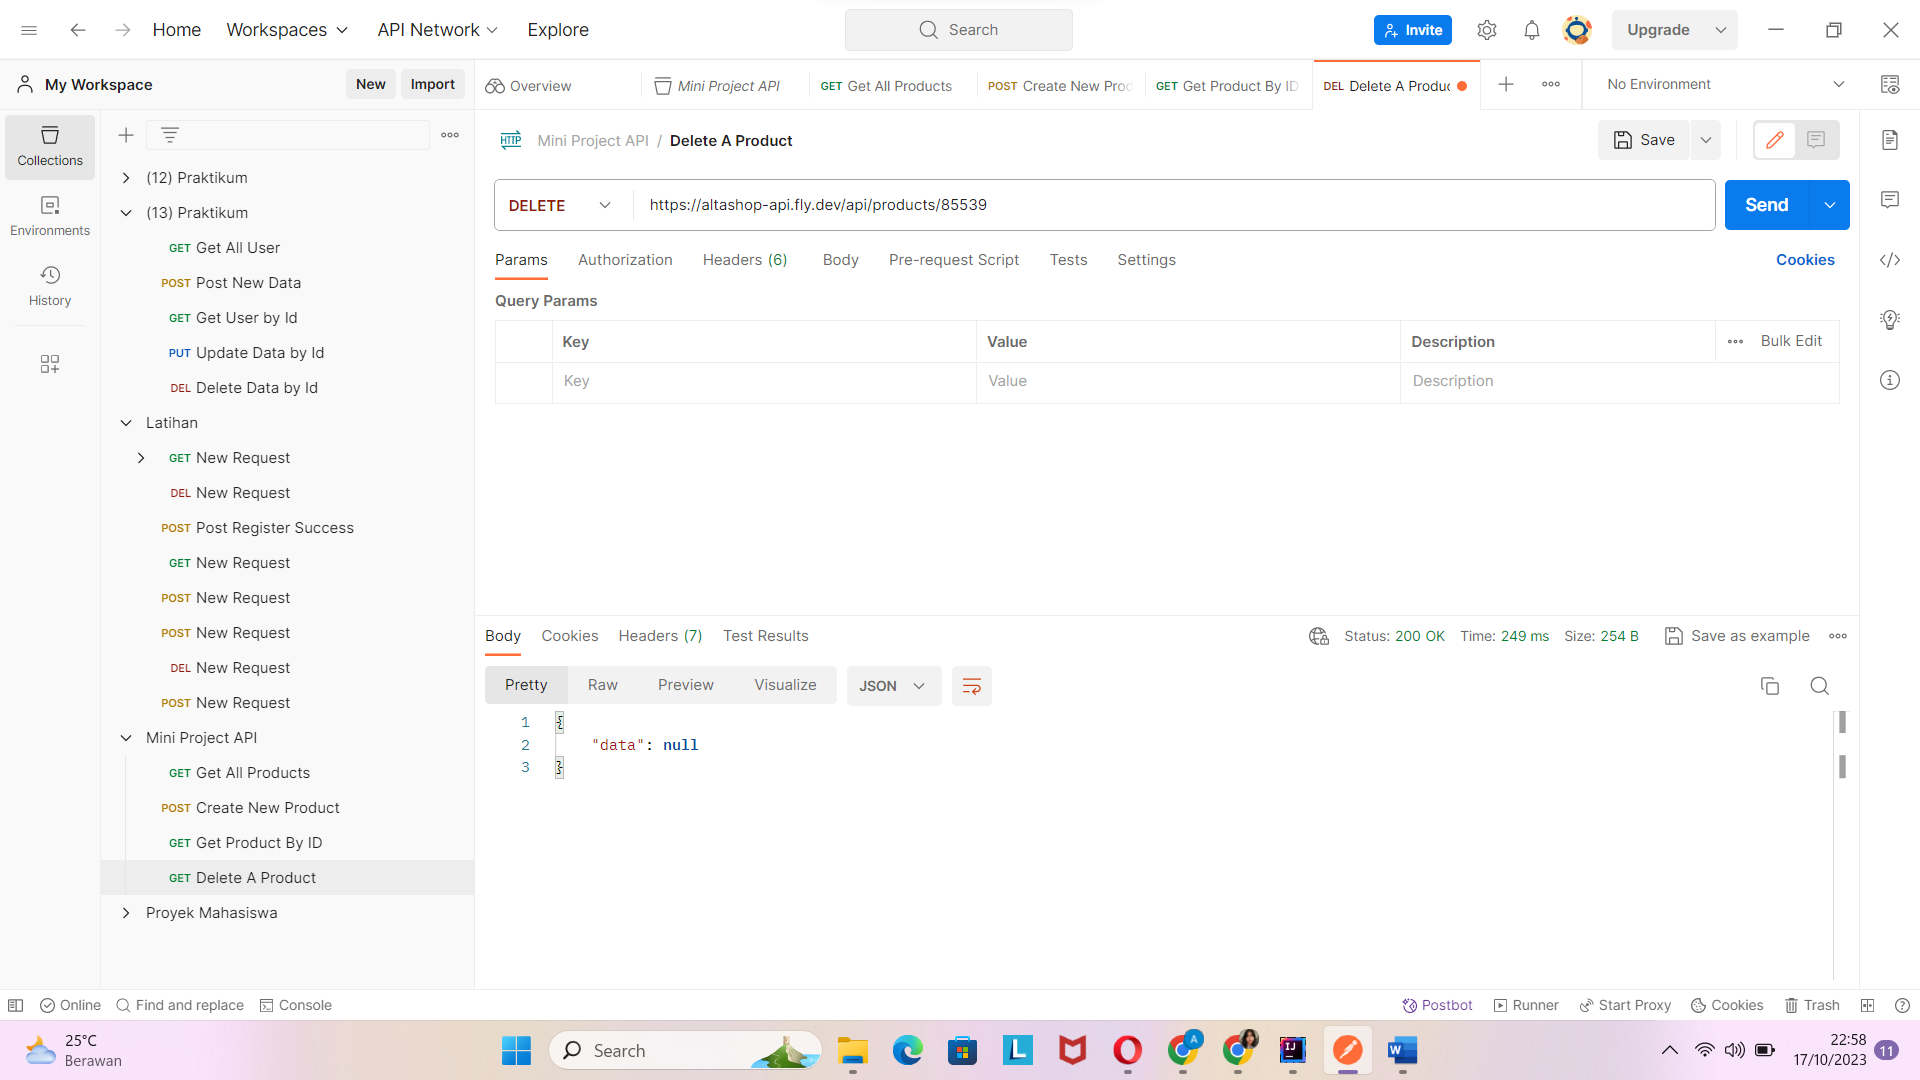 Home
Workspaces
API Network
Explore
Search
Invite
Upgrade
My Workspace
New
Import
Overview
Mini Project API
GET Get All Products
POST Create New Prod
GET Get Product By ID
DEL Delete A Produc
No Environment
Collections
Environments
History
(12) Praktikum
(13) Praktikum
GET Get All User
POST Post New Data
GET Get User by Id
PUT Update Data by Id
DEL Delete Data by Id
Latihan
GET New Request
DEL New Request
POST Post Register Success
GET New Request
POST New Request
POST New Request
DEL New Request
POST New Request
Mini Project API
GET Get All Products
POST Create New Product
GET Get Product By ID
GET Delete A Product
Proyek Mahasiswa
HTTP Mini Project API / Delete A Product
Save
DELETE https://altashop-api.fly.dev/api/products/85539
Send
Params Authorization Headers (6) Body Pre-request Script Tests Settings
Cookies
Query Params
Key Value Description Bulk Edit
Key Value Description
Body Cookies Headers (7) Test Results
Status: 200 OK Time: 249 ms Size: 254 B Save as example
Pretty Raw Preview Visualize JSON
1 {
2 "data": null
3 }
Online Find and replace Console
Postbot Runner Start Proxy Cookies Trash
25°C
Berawan
Search
L
A
IJ
W
22:58
17/10/2023
11